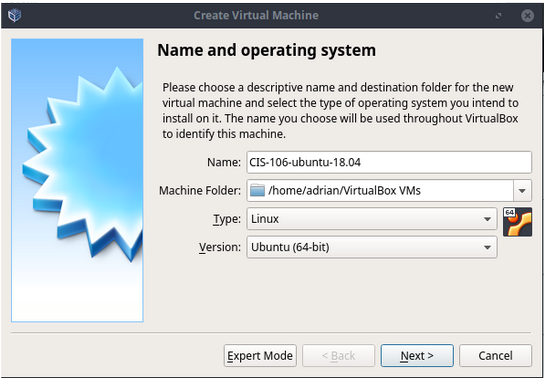 Create Virtual Machine
Name and operating system
Please choose a descriptive name and destination folder for the new
virtual machine and select the type of operating system you intend to
install on it. The name you choose will be used throughout VirtualBox
to identify this machine.
Name: CIS-106-ubuntu-18.04
Machine Folder: /home/adrian/VirtualBox VMs
Type: Linux
64
Version: Ubuntu (64-bit)
Expert Mode < Back Next > Cancel